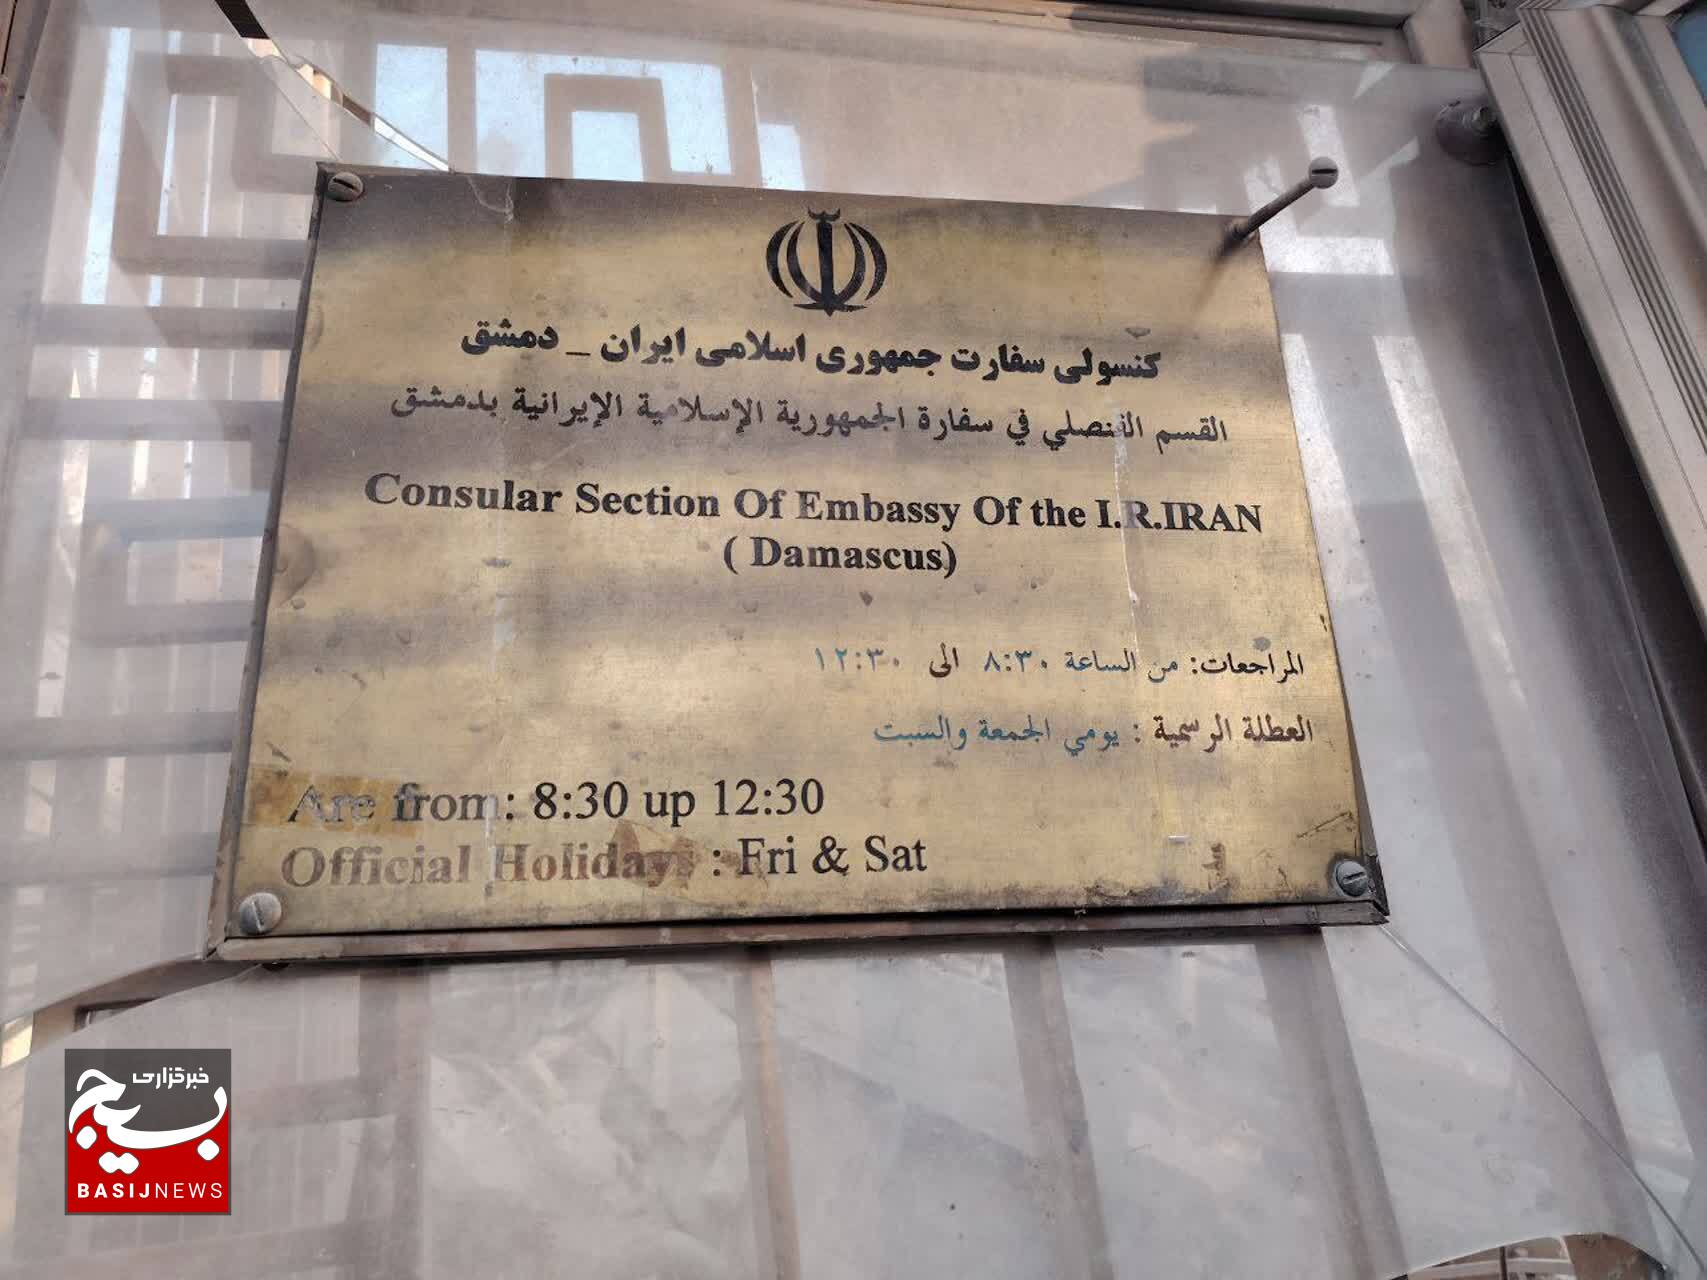 کنسولی سفارت جمهوری اسلامی ایران _ دمشق
القسم القنصلي في سفارة الجمهورية الإسلامية الإيرانية بدمشق
Consular Section Of Embassy Of the I.R.IRAN
( Damascus)
المراجعات: من الساعة ٨:٣٠ الى ١٢:٣٠
العطلة الرسمية : يومي الجمعة والسبت
Are from: 8:30 up 12:30
Official Holidays : Fri & Sat
خبرگزاری
بسیج
BASIJNEWS